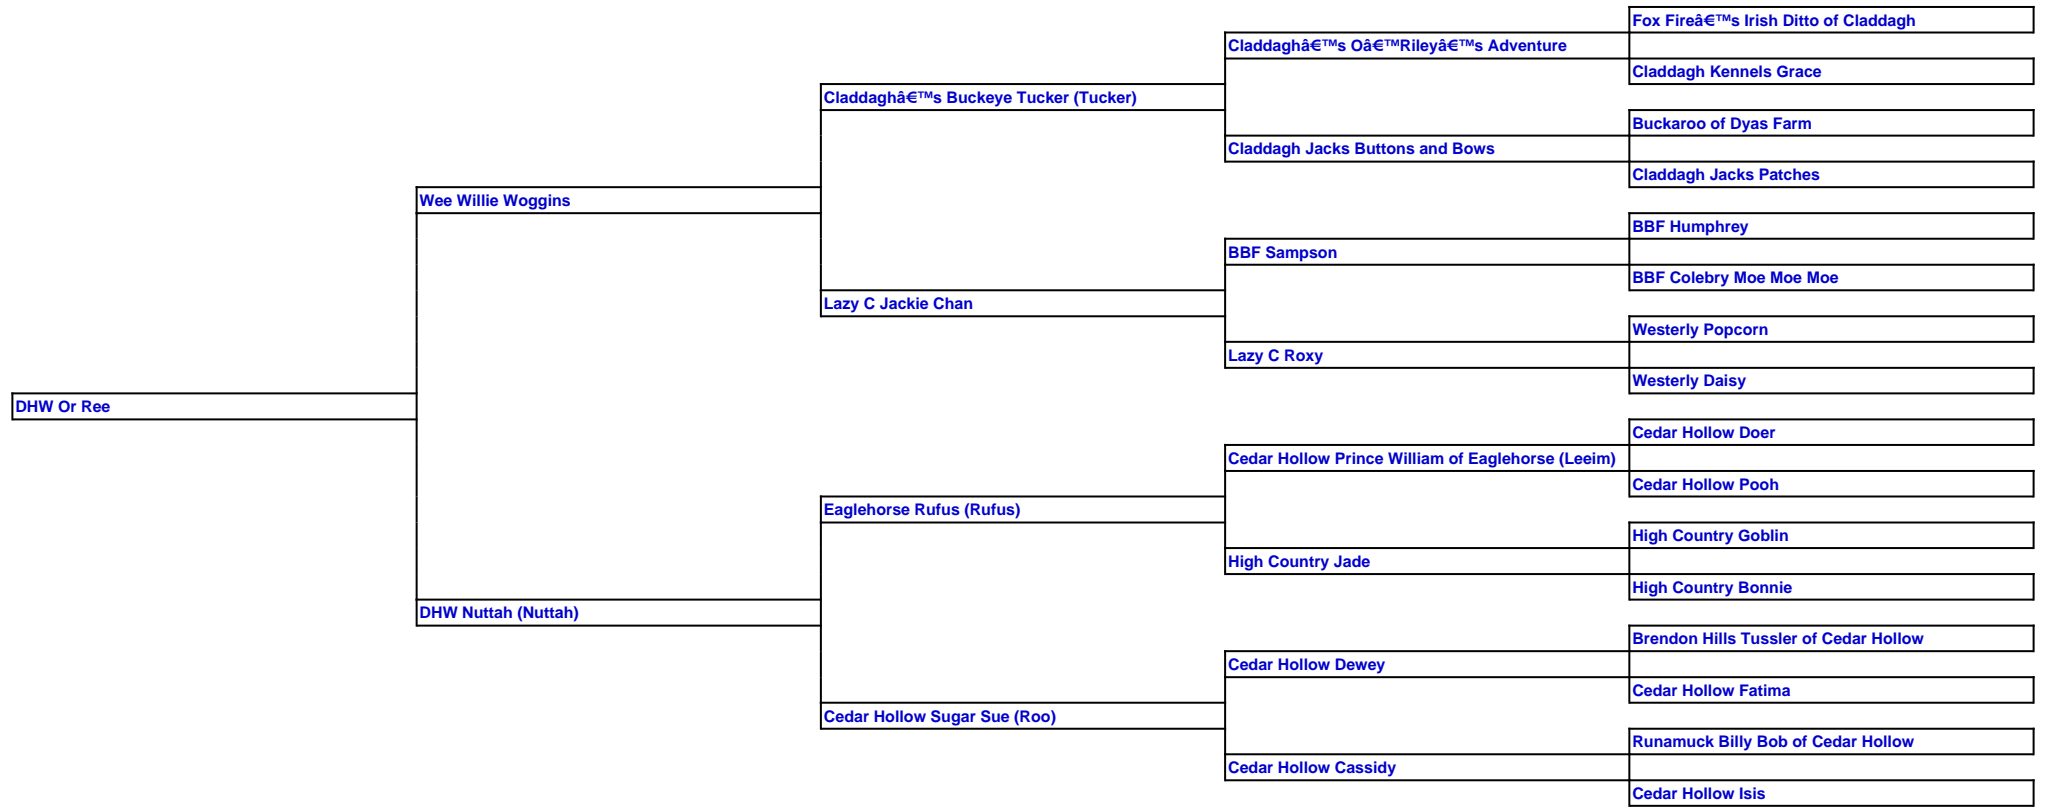 Fox Fireâ€™s Irish Ditto of Claddagh
Claddaghâ€™s Oâ€™Rileyâ€™s Adventure
Claddagh Kennels Grace
Claddaghâ€™s Buckeye Tucker (Tucker)
Buckaroo of Dyas Farm
Claddagh Jacks Buttons and Bows
Claddagh Jacks Patches
Wee Willie Woggins
BBF Humphrey
BBF Sampson
BBF Colebry Moe Moe Moe
Lazy C Jackie Chan
Westerly Popcorn
Lazy C Roxy
Westerly Daisy
DHW Or Ree
Cedar Hollow Doer
Cedar Hollow Prince William of Eaglehorse (Leeim)
Cedar Hollow Pooh
Eaglehorse Rufus (Rufus)
High Country Goblin
High Country Jade
High Country Bonnie
DHW Nuttah (Nuttah)
Brendon Hills Tussler of Cedar Hollow
Cedar Hollow Dewey
Cedar Hollow Fatima
Cedar Hollow Sugar Sue (Roo)
Runamuck Billy Bob of Cedar Hollow
Cedar Hollow Cassidy
Cedar Hollow Isis